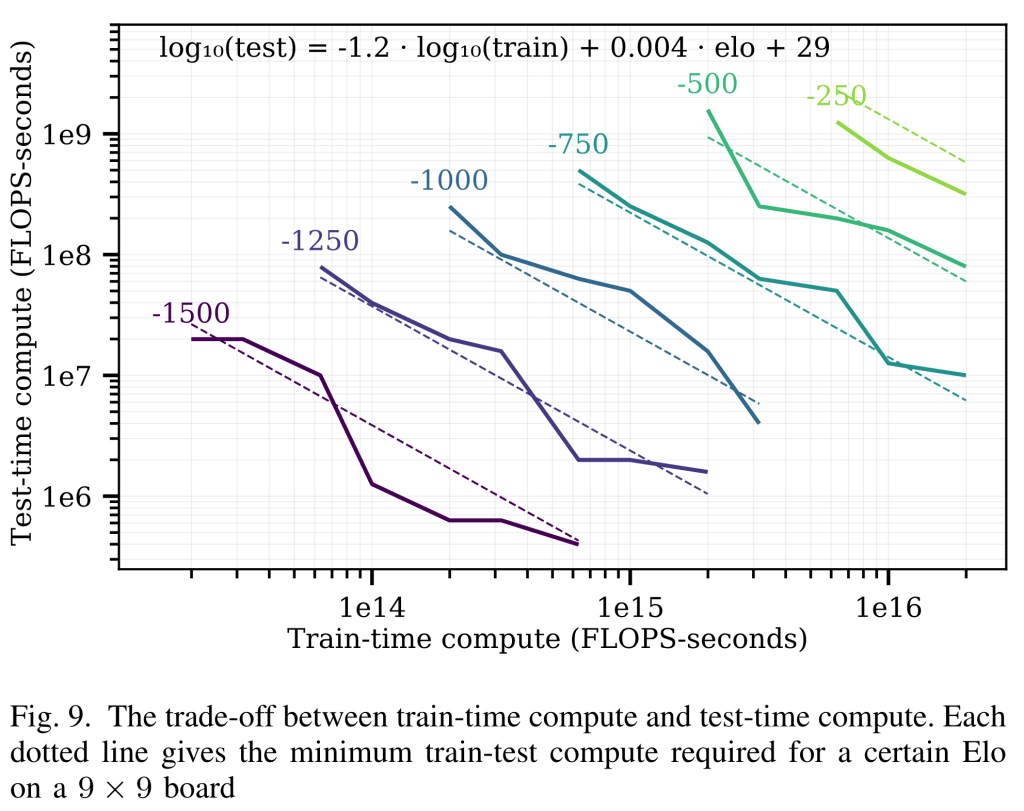 log₁₀(test) = -1.2 · log₁₀(train) + 0.004 · elo + 29
-500
-250
-750
-1000
-1250
-1500
1e9
1e8
1e7
1e6
Test-time compute (FLOPS-seconds)
1e14
1e15
1e16
Train-time compute (FLOPS-seconds)
Fig. 9. The trade-off between train-time compute and test-time compute. Each
dotted line gives the minimum train-test compute required for a certain Elo
on a 9 × 9 board